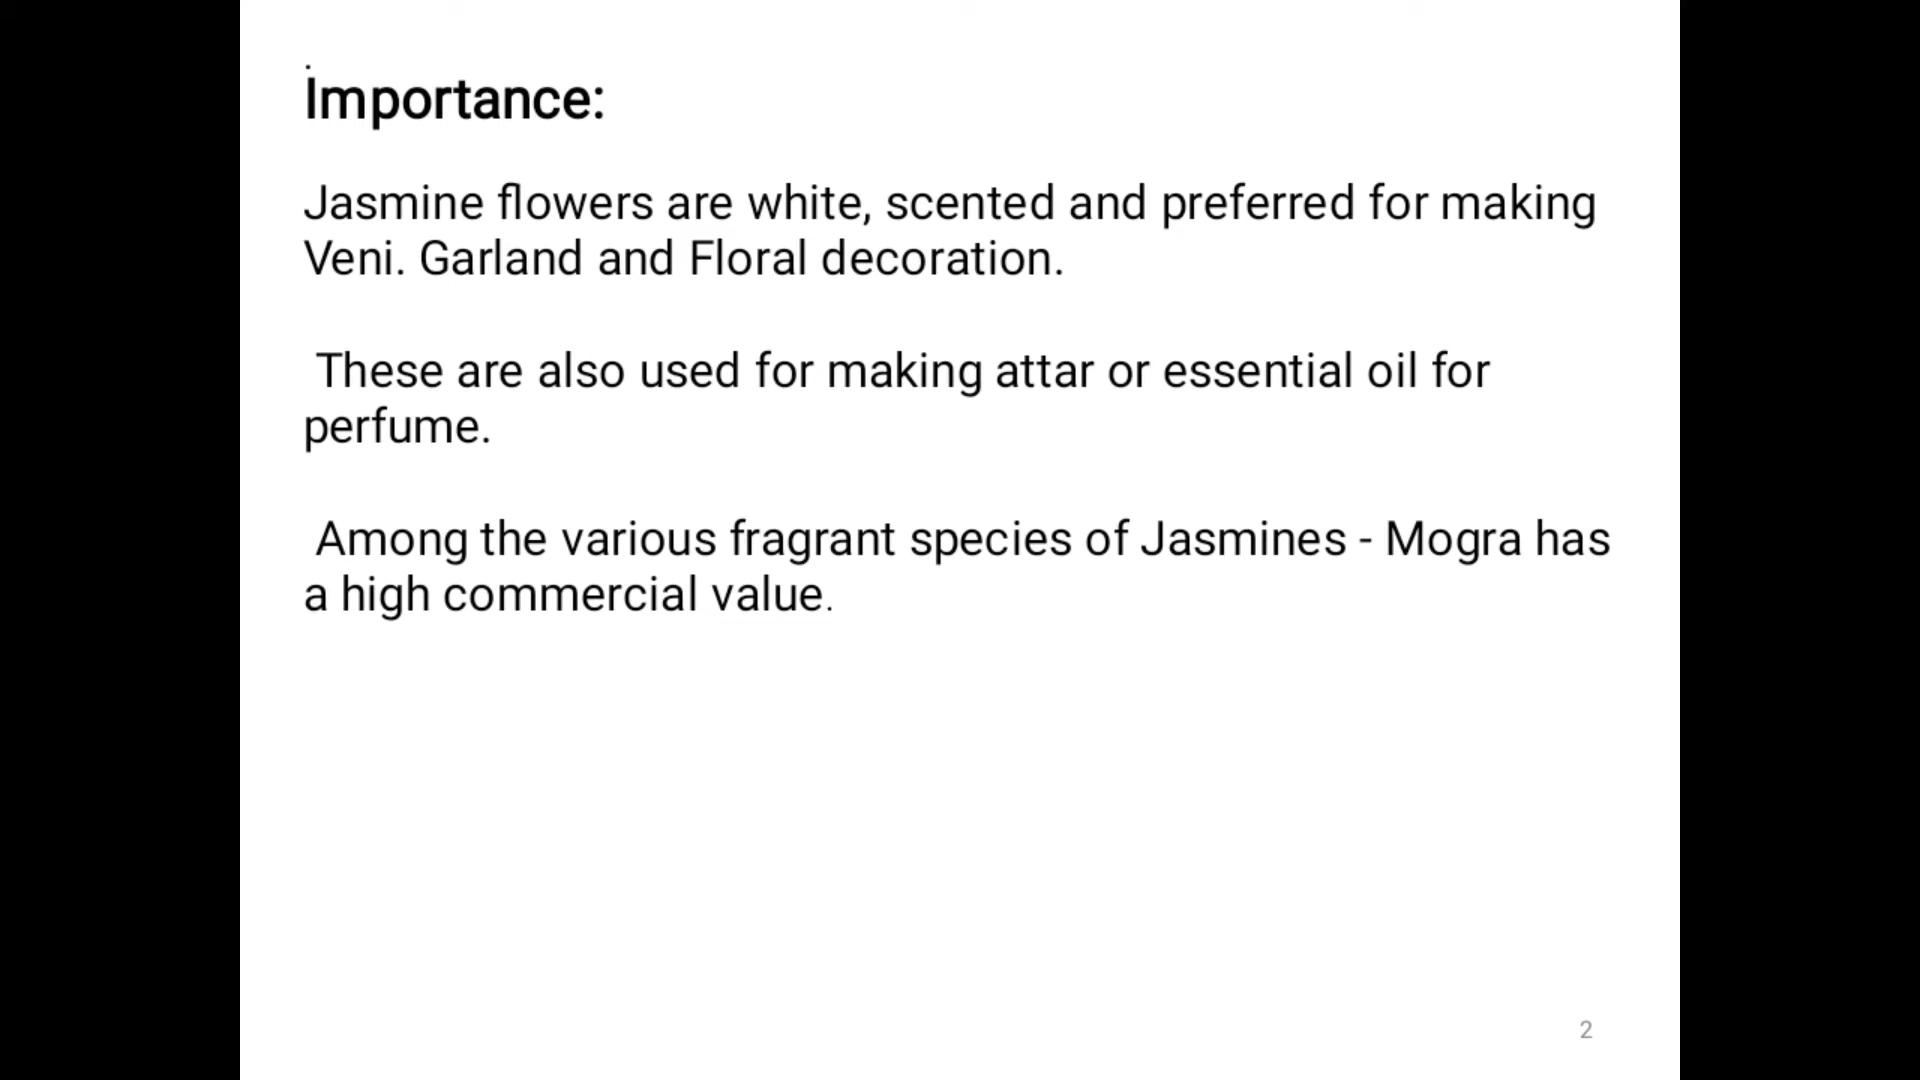 .
Importance:
Jasmine flowers are white, scented and preferred for making
Veni. Garland and Floral decoration.
These are also used for making attar or essential oil for
perfume.
Among the various fragrant species of Jasmines - Mogra has
a high commercial value.
2